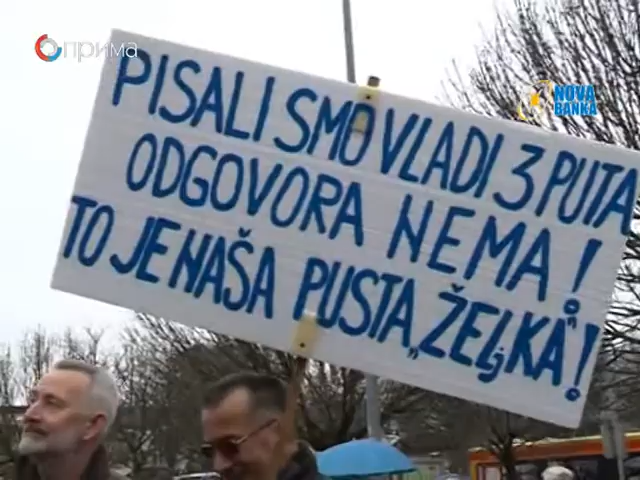 прима
NOVA
BANKA
PISALI SMO VLADI 3 PUTA
ODGOVORA NEMA!
TO JE NAŠA PUSTA „ŽELjKA"!